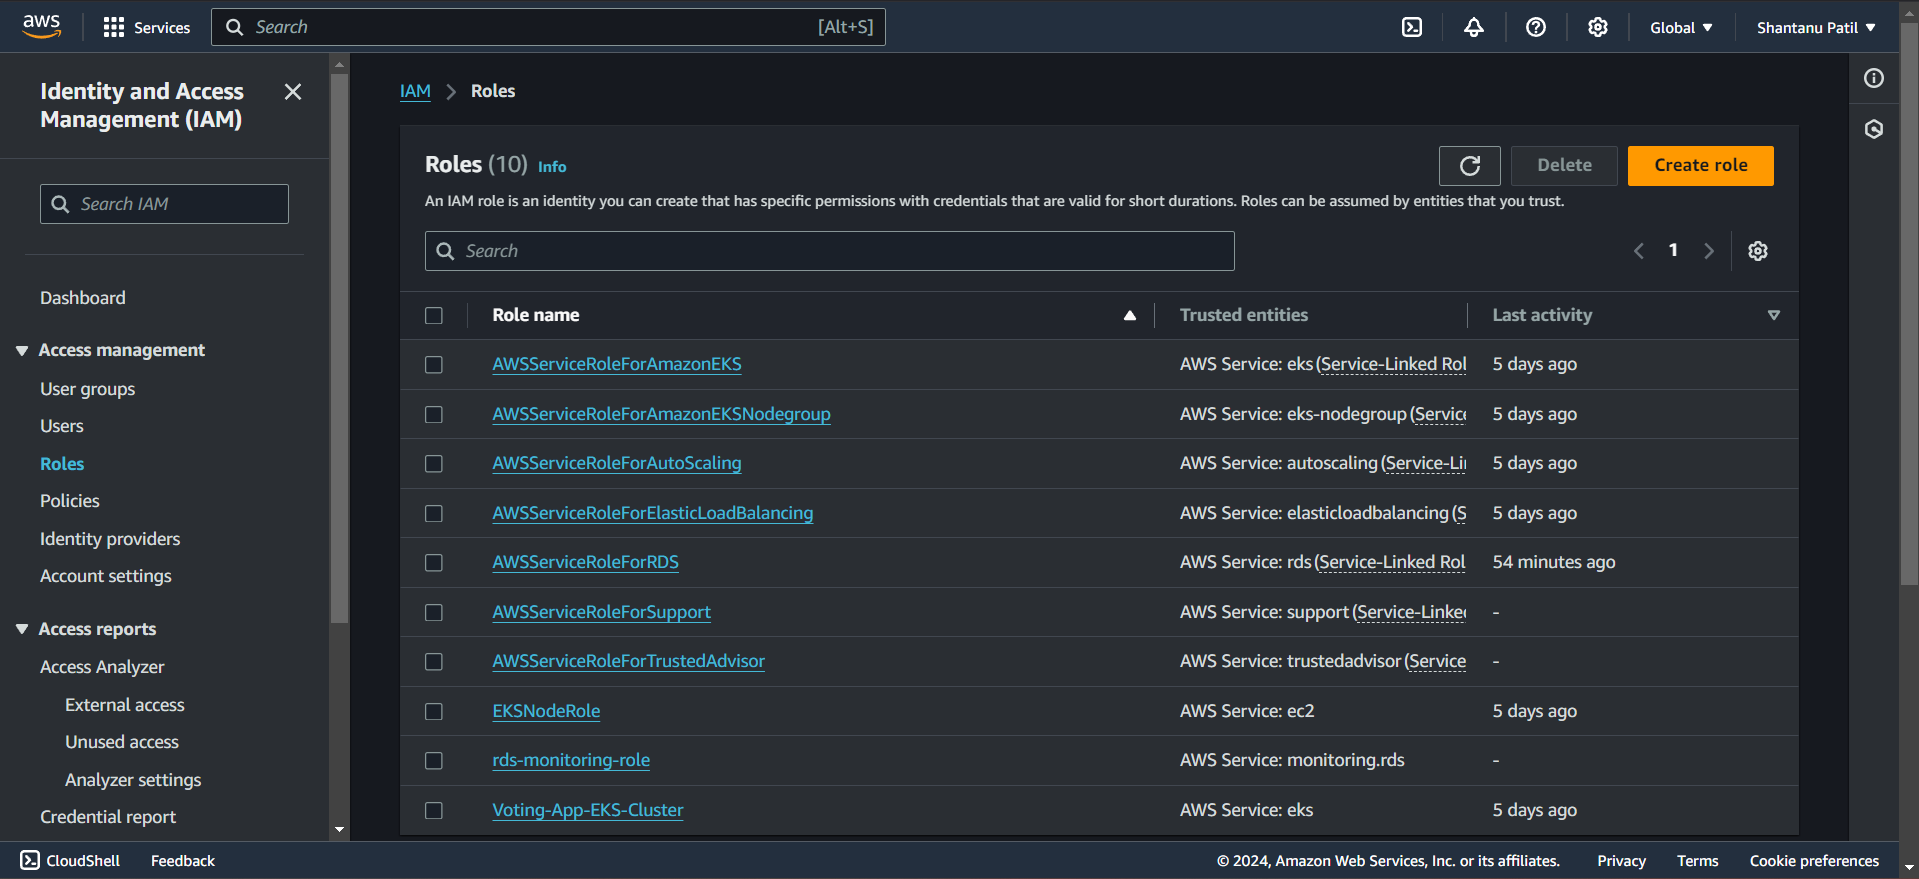 aws Services Search [Alt+S] Global Shantanu Patil
Identity and Access
Management (IAM)
Search IAM
Dashboard
Access management
User groups
Users
Roles
Policies
Identity providers
Account settings
Access reports
Access Analyzer
External access
Unused access
Analyzer settings
Credential report
IAM Roles
Roles (10) Info Delete Create role
An IAM role is an identity you can create that has specific permissions with credentials that are valid for short durations. Roles can be assumed by entities that you trust.
Search 1
Role name Trusted entities Last activity
AWSServiceRoleForAmazonEKS AWS Service: eks (Service-Linked Rol 5 days ago
AWSServiceRoleForAmazonEKSNodegroup AWS Service: eks-nodegroup (Service 5 days ago
AWSServiceRoleForAutoScaling AWS Service: autoscaling (Service-Li 5 days ago
AWSServiceRoleForElasticLoadBalancing AWS Service: elasticloadbalancing (S 5 days ago
AWSServiceRoleForRDS AWS Service: rds (Service-Linked Rol 54 minutes ago
AWSServiceRoleForSupport AWS Service: support (Service-Linked -
AWSServiceRoleForTrustedAdvisor AWS Service: trustedadvisor (Service -
EKSNodeRole AWS Service: ec2 5 days ago
rds-monitoring-role AWS Service: monitoring.rds -
Voting-App-EKS-Cluster AWS Service: eks 5 days ago
CloudShell Feedback © 2024, Amazon Web Services, Inc. or its affiliates. Privacy Terms Cookie preferences